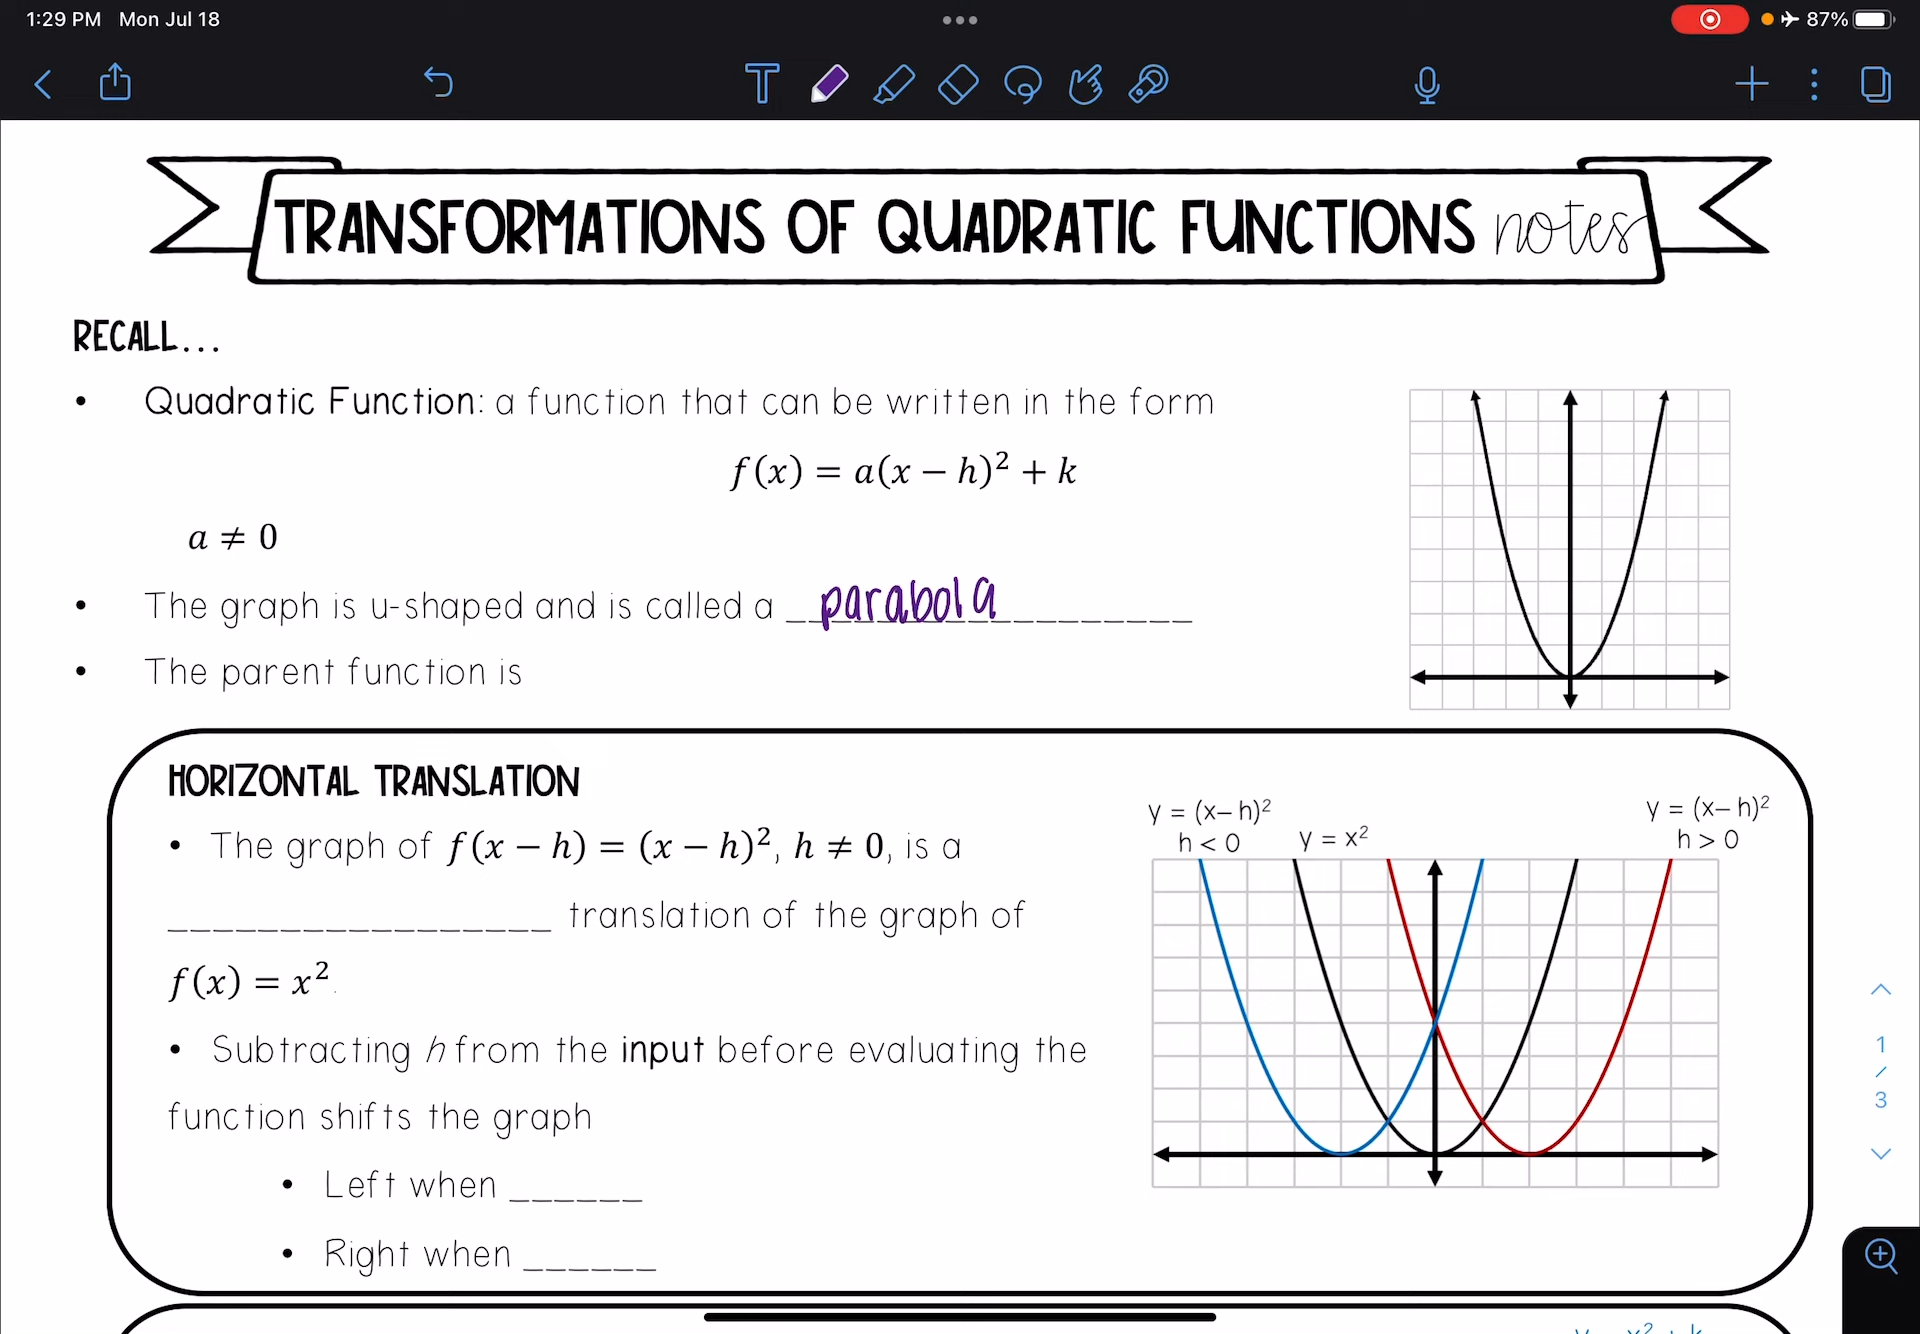 1:29 PM Mon Jul 18
87%
TRANSFORMATIONS OF QUADRATIC FUNCTIONS notes
RECALL...
• Quadratic Function: a function that can be written in the form
f(x) = a(x − h)² + k
a ≠ 0
• The graph is u-shaped and is called a parabola
• The parent function is
HORIZONTAL TRANSLATION
• The graph of f(x − h) = (x − h)², h ≠ 0, is a
_________________ translation of the graph of
f(x) = x².
• Subtracting h from the input before evaluating the
function shifts the graph
• Left when ______
• Right when ______
y = (x− h)²
h < 0
y = x²
y = (x− h)²
h > 0
1
/
3